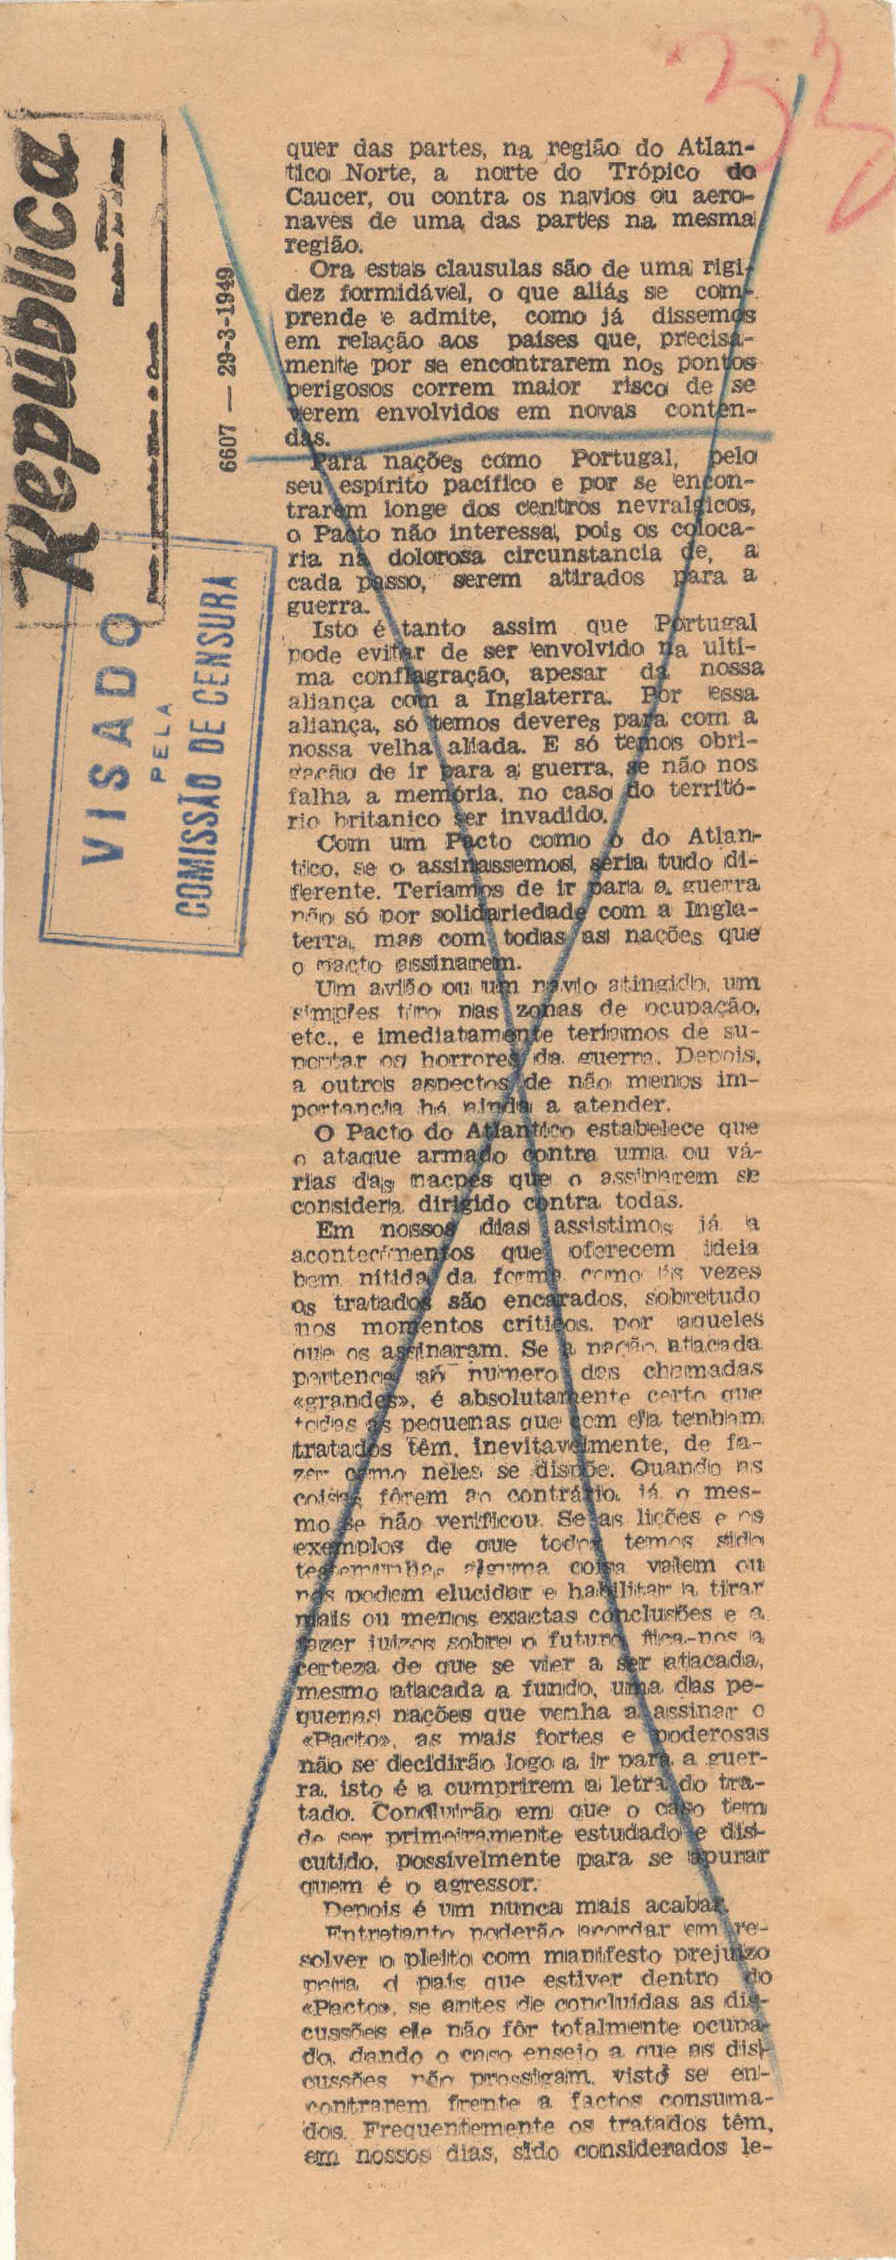 33
República
6607 — 29-3-1949
VISADO
PELA
COMISSÃO DE CENSURA
quer das partes, na região do Atlan-
tico Norte, a norte do Trópico do
Caucer, ou contra os navios ou aero-
naves de uma das partes na mesma
região.
Ora estas clausulas são de uma rigi-
dez formidável, o que aliás se com-
prende e admite, como já dissemos
em relação aos paises que, precisa-
mente por se encontrarem nos pontos
perigosos correm maior risco de se
verem envolvidos em novas conten-
das.
Para nações como Portugal, pelo
seu espírito pacífico e por se encon-
trarem longe dos centros nevralgicos,
o Pacto não interessa, pois os coloca-
ria na dolorosa circunstancia de, a
cada passo, serem atirados para a
guerra.
Isto é tanto assim que Portugal
pode evitar de ser envolvido na ulti-
ma conflagração, apesar da nossa
aliança com a Inglaterra. Por essa
aliança, só temos deveres para com a
nossa velha aliada. E só temos obri-
gação de ir para a guerra, se não nos
falha a memória, no caso do territó-
rio britanico ser invadido.
Com um Pacto como o do Atlan-
tico, se o assinassemos, seria tudo di-
ferente. Teriamos de ir para a guerra
não só por solidariedade com a Ingla-
terra, mas com todas as nações que
o pacto assinarem.
Um avião ou um navio atingido, um
simples tiro nas zonas de ocupação,
etc., e imediatamente teriamos de su-
portar os horrores da guerra. Depois,
a outros aspectos de não menos im-
portancia há ainda a atender.
O Pacto do Atlantico estabelece que
o ataque armado contra uma ou vá-
rias das nacpes que o assinarem se
considera dirigido contra todas.
Em nossos dias assistimos já a
acontecimentos que oferecem ideia
bem nitida da forma como às vezes
os tratados são encarados, sobretudo
nos momentos criticos, por aqueles
que os assinaram. Se a nação atacada
pertence ao numero das chamadas
«grandes», é absolutamente certo que
todas as pequenas que com ela tenham
tratados têm, inevitavelmente, de fa-
zer como neles se dispõe. Quando as
coisas fôrem ao contrário, já o mes-
mo se não verificou. Se as lições e os
exemplos de que todos temos sido
testemunhas alguma coisa valem ou
nos podem elucidar e habilitar a tirar
mais ou menos exactas conclusões e a
fazer juizos sobre o futuro fica-nos a
certeza de que se vier a ser atacada,
mesmo atacada a fundo, uma das pe-
quenas nações que venha a assinar o
«Pacto», as mais fortes e poderosas
não se decidirão logo a ir para a guer-
ra, isto é a cumprirem a letra do tra-
tado. Concluirão em que o caso tem
de ser primeiramente estudado e dis-
cutido, possivelmente para se apurar
quem é o agressor.
Depois é um nunca mais acabar.
Entretanto poderão acordar em re-
solver o pleito com manifesto prejuizo
para o pais que estiver dentro do
«Pacto», se antes de concluidas as dis-
cussões ele não fôr totalmente ocupa-
do, dando o caso ensejo a que as dis-
cussões não prossigam, visto se en-
contrarem frente a factos consuma-
dos. Frequentemente os tratados têm,
em nossos dias, sido considerados le-